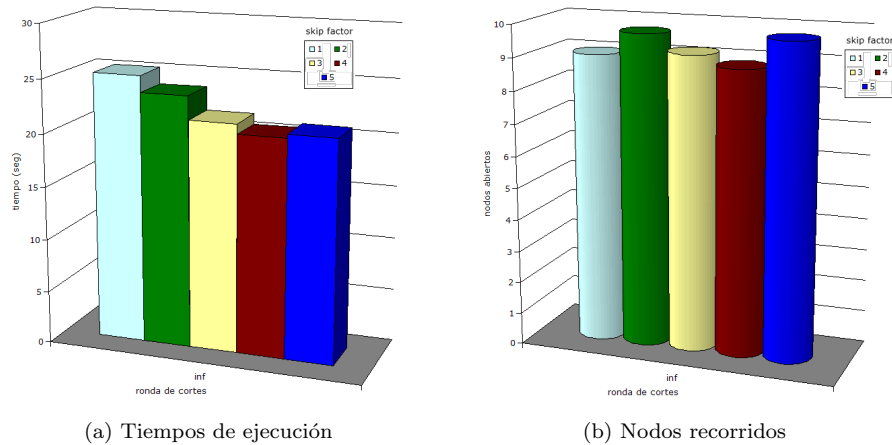 30
25
20
15
10
5
0
tiempo (seg)
skip factor
1 2
3 4
5
inf
ronda de cortes
(a) Tiempos de ejecución
10
9
8
7
6
5
4
3
2
1
0
nodos abiertos
skip factor
1 2
3 4
5
inf
ronda de cortes
(b) Nodos recorridos